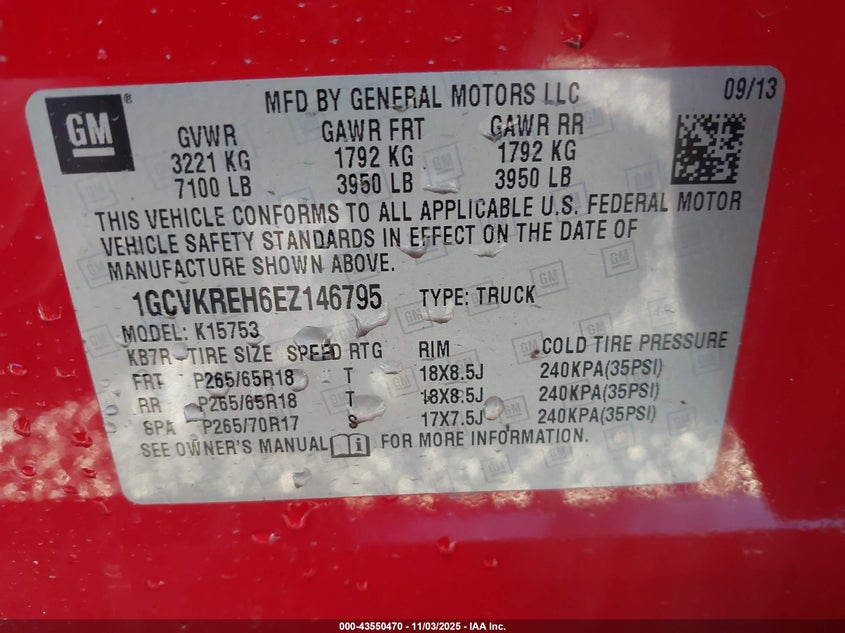 GM
®
MFD BY GENERAL MOTORS LLC
09/13
GVWR GAWR FRT GAWR RR
3221 KG 1792 KG 1792 KG
7100 LB 3950 LB 3950 LB
THIS VEHICLE CONFORMS TO ALL APPLICABLE U.S. FEDERAL MOTOR
VEHICLE SAFETY STANDARDS IN EFFECT ON THE DATE OF
MANUFACTURE SHOWN ABOVE.
1GCVKREH6EZ146795 TYPE: TRUCK
MODEL: K15753
KB7R TIRE SIZE SPEED RTG RIM COLD TIRE PRESSURE
FRT P265/65R18 T 18X8.5J 240KPA(35PSI)
RR P265/65R18 T 18X8.5J 240KPA(35PSI)
SPA P265/70R17 S 17X7.5J 240KPA(35PSI)
SEE OWNER'S MANUAL FOR MORE INFORMATION.
000-43550470 - 11/03/2025 - IAA Inc.